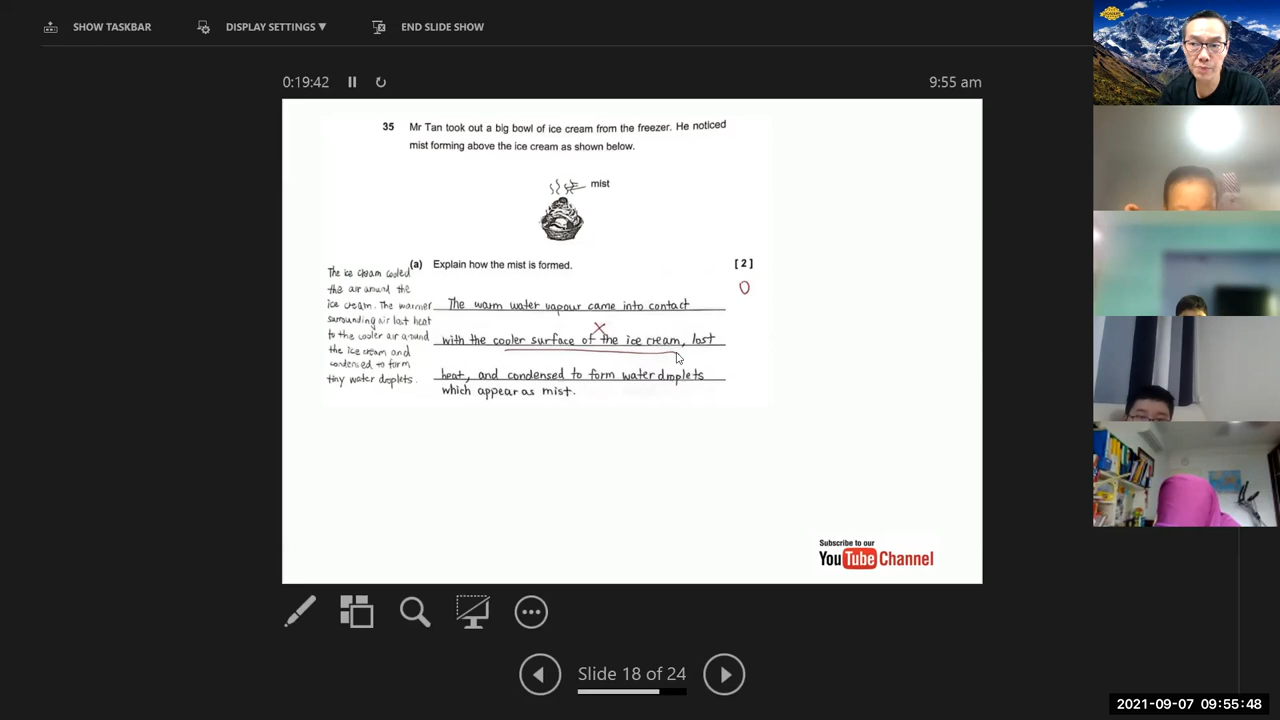 SHOW TASKBAR
DISPLAY SETTINGS ▼
END SLIDE SHOW
0:19:42
9:55 am
35 Mr Tan took out a big bowl of ice cream from the freezer. He noticed
mist forming above the ice cream as shown below.
mist
(a) Explain how the mist is formed.
[ 2 ]
0
The ice cream cooled
the air around the
ice cream. The warmer
surrounding air lost heat
to the cooler air around
the ice cream and
condensed to form
tiny water droplets.
The warm water vapour came into contact
with the cooler surface of the ice cream, lost
heat, and condensed to form water droplets
which appear as mist.
Subscribe to our
YouTube Channel
Slide 18 of 24
2021-09-07 09:55:48